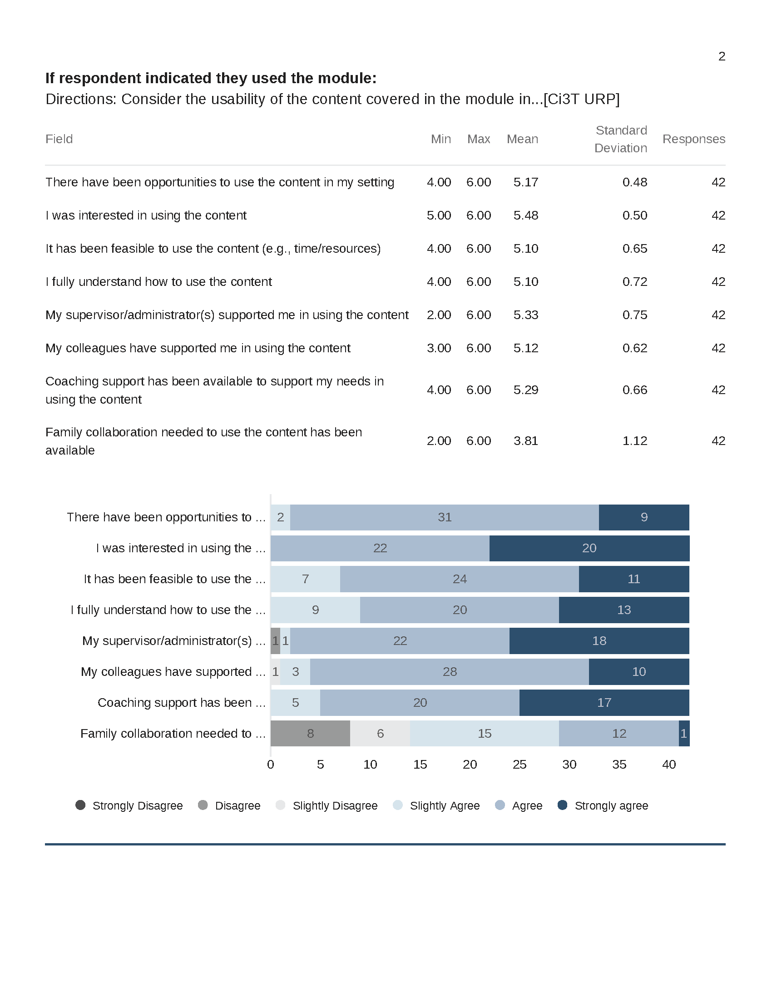 2
If respondent indicated they used the module:
Directions: Consider the usability of the content covered in the module in...[Ci3T URP]
Field Min Max Mean Standard Deviation Responses
There have been opportunities to use the content in my setting 4.00 6.00 5.17 0.48 42
I was interested in using the content 5.00 6.00 5.48 0.50 42
It has been feasible to use the content (e.g., time/resources) 4.00 6.00 5.10 0.65 42
I fully understand how to use the content 4.00 6.00 5.10 0.72 42
My supervisor/administrator(s) supported me in using the content 2.00 6.00 5.33 0.75 42
My colleagues have supported me in using the content 3.00 6.00 5.12 0.62 42
Coaching support has been available to support my needs in
using the content 4.00 6.00 5.29 0.66 42
Family collaboration needed to use the content has been
available 2.00 6.00 3.81 1.12 42
There have been opportunities to ... 2 31 9
I was interested in using the ... 22 20
It has been feasible to use the ... 7 24 11
I fully understand how to use the ... 9 20 13
My supervisor/administrator(s) ... 1 1 22 18
My colleagues have supported ... 1 3 28 10
Coaching support has been ... 5 20 17
Family collaboration needed to ... 8 6 15 12 1
0 5 10 15 20 25 30 35 40
Strongly Disagree Disagree Slightly Disagree Slightly Agree Agree Strongly agree